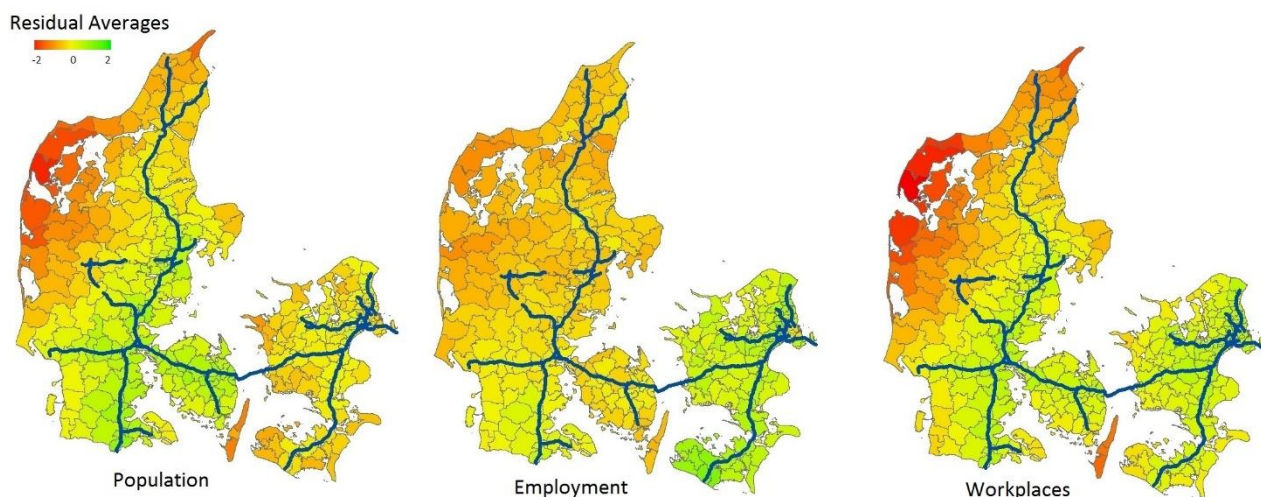 Residual Averages
-2 0 2
Population
Employment
Workplaces